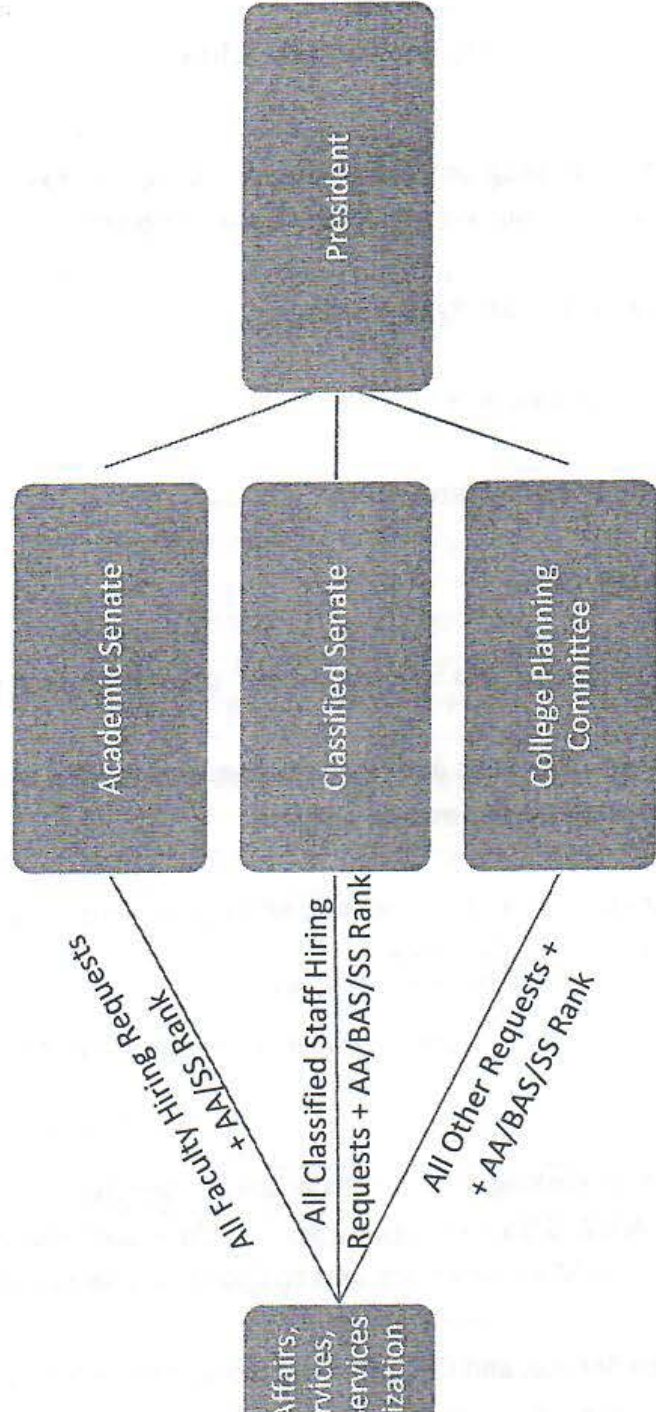 Affairs,
rvices,
ervices
ization
All Faculty Hiring Requests
+ AA/SS Rank
All Classified Staff Hiring
Requests + AA/BAS/SS Rank
All Other Requests +
+ AA/BAS/SS Rank
Academic Senate
Classified Senate
College Planning
Committee
President